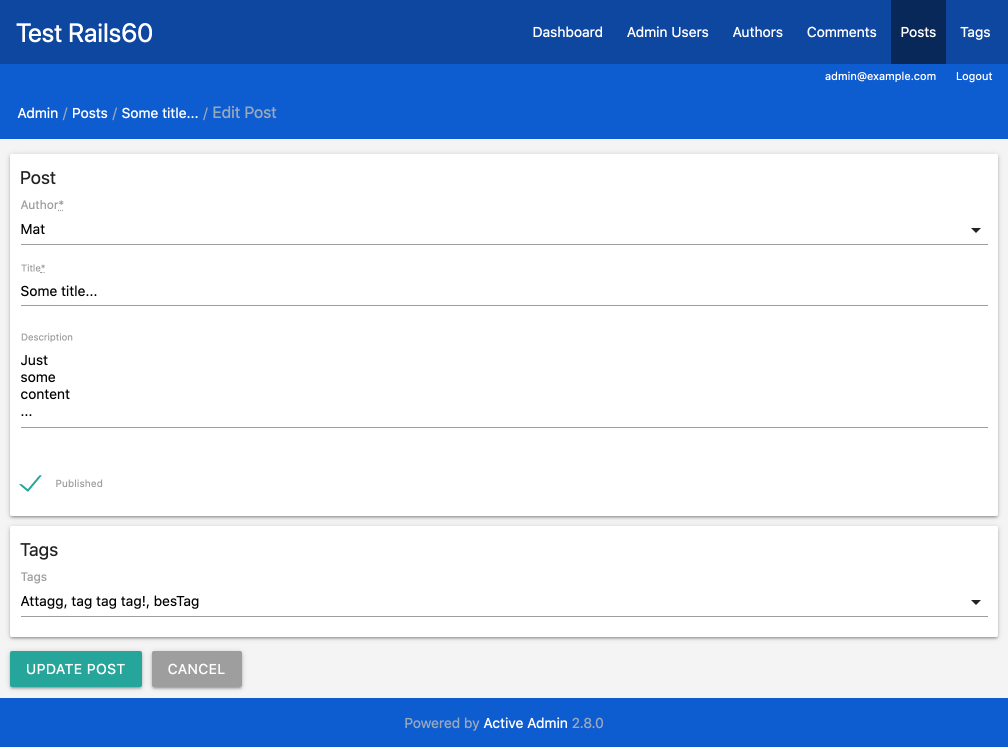 Test Rails60
Dashboard Admin Users Authors Comments Posts Tags
admin@example.com Logout
Admin / Posts / Some title... / Edit Post
Post
Author*
Mat
Title*
Some title...
Description
Just
some
content
...
Published
Tags
Tags
Attagg, tag tag tag!, besTag
UPDATE POST CANCEL
Powered by Active Admin 2.8.0